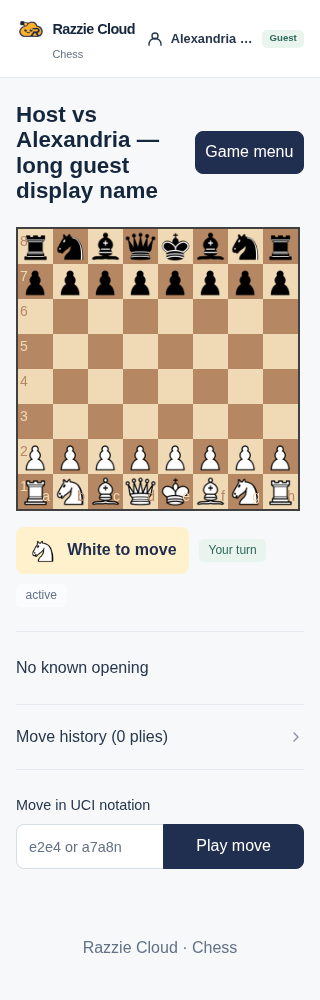 Razzie Cloud
Chess
Alexandria ...
Guest
Host vs
Alexandria —
long guest
display name
Game menu
8
7
6
5
4
3
2
1
a
c
e
f
g
h
White to move
Your turn
active
No known opening
Move history (0 plies)
Move in UCI notation
e2e4 or a7a8n
Play move
Razzie Cloud · Chess